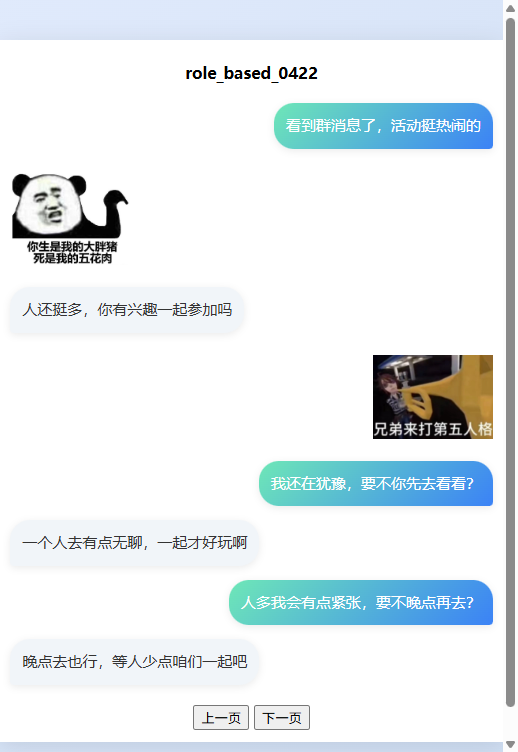 role_based_0422
看到群消息了，活动挺热闹的
你生是我的大胖猪
死是我的五花肉
人还挺多，你有兴趣一起参加吗
兄弟来打第五人格
我还在犹豫，要不你先去看看？
一个人去有点无聊，一起才好玩啊
人多我会有点紧张，要不晚点再去？
晚点去也行，等人少点咱们一起吧
上一页 下一页